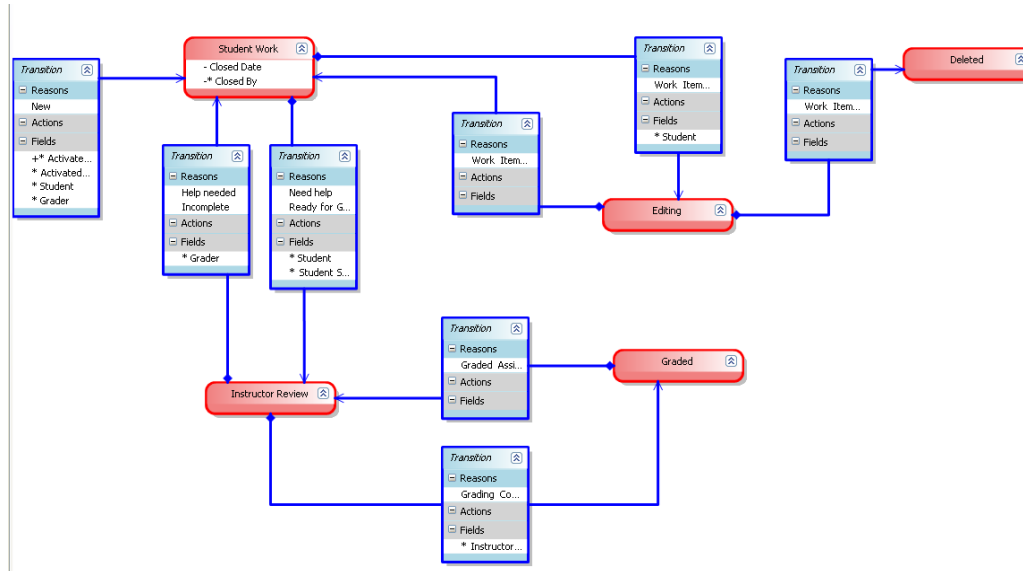 Student Work
- Closed Date
-* Closed By
Transition
Reasons
New
Actions
Fields
+* Activate...
* Activated...
* Student
* Grader
Transition
Reasons
Help needed
Incomplete
Actions
Fields
* Grader
Transition
Reasons
Need help
Ready for G...
Actions
Fields
* Student
* Student S...
Transition
Reasons
Work Item...
Actions
Fields
Transition
Reasons
Work Item...
Actions
Fields
* Student
Transition
Reasons
Work Item...
Actions
Fields
Deleted
Editing
Instructor Review
Transition
Reasons
Graded Assi...
Actions
Fields
Graded
Transition
Reasons
Grading Co...
Actions
Fields
* Instructor...